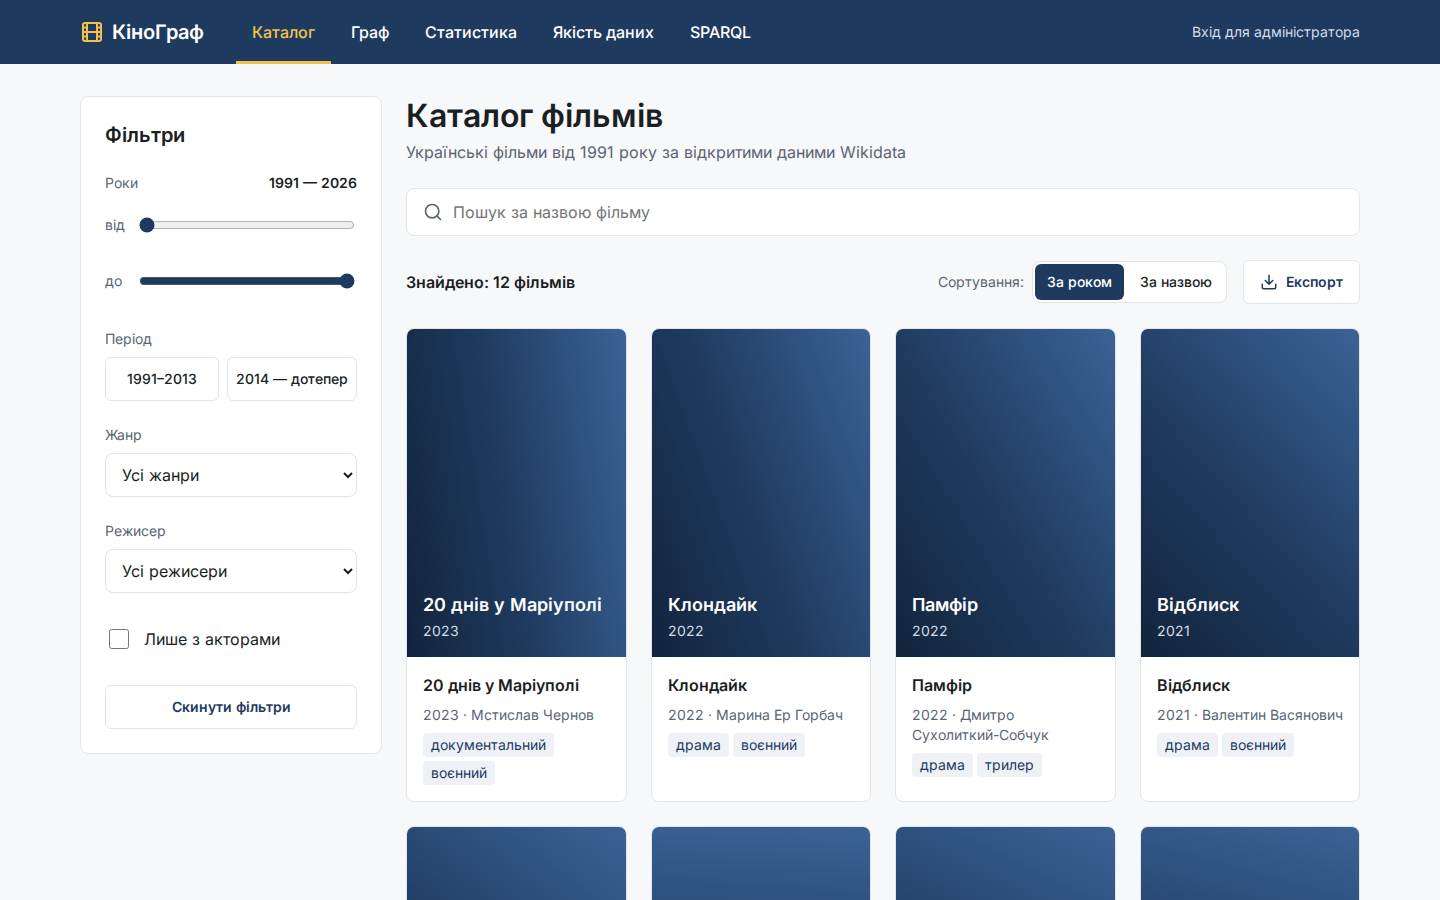 КіноГраф
Каталог
Граф
Статистика
Якість даних
SPARQL
Вхід для адміністратора
Фільтри
Роки
1991 — 2026
від
до
Період
1991–2013
2014 — дотепер
Жанр
Усі жанри
Режисер
Усі режисери
Лише з акторами
Скинути фільтри
Каталог фільмів
Українські фільми від 1991 року за відкритими даними Wikidata
Пошук за назвою фільму
Знайдено: 12 фільмів
Сортування:
За роком
За назвою
Експорт
20 днів у Маріуполі
2023
20 днів у Маріуполі
2023 · Мстислав Чернов
документальний
воєнний
Клондайк
2022
Клондайк
2022 · Марина Ер Горбач
драма
воєнний
Памфір
2022
Памфір
2022 · Дмитро
Сухолиткий-Собчук
драма
трилер
Відблиск
2021
Відблиск
2021 · Валентин Васянович
драма
воєнний